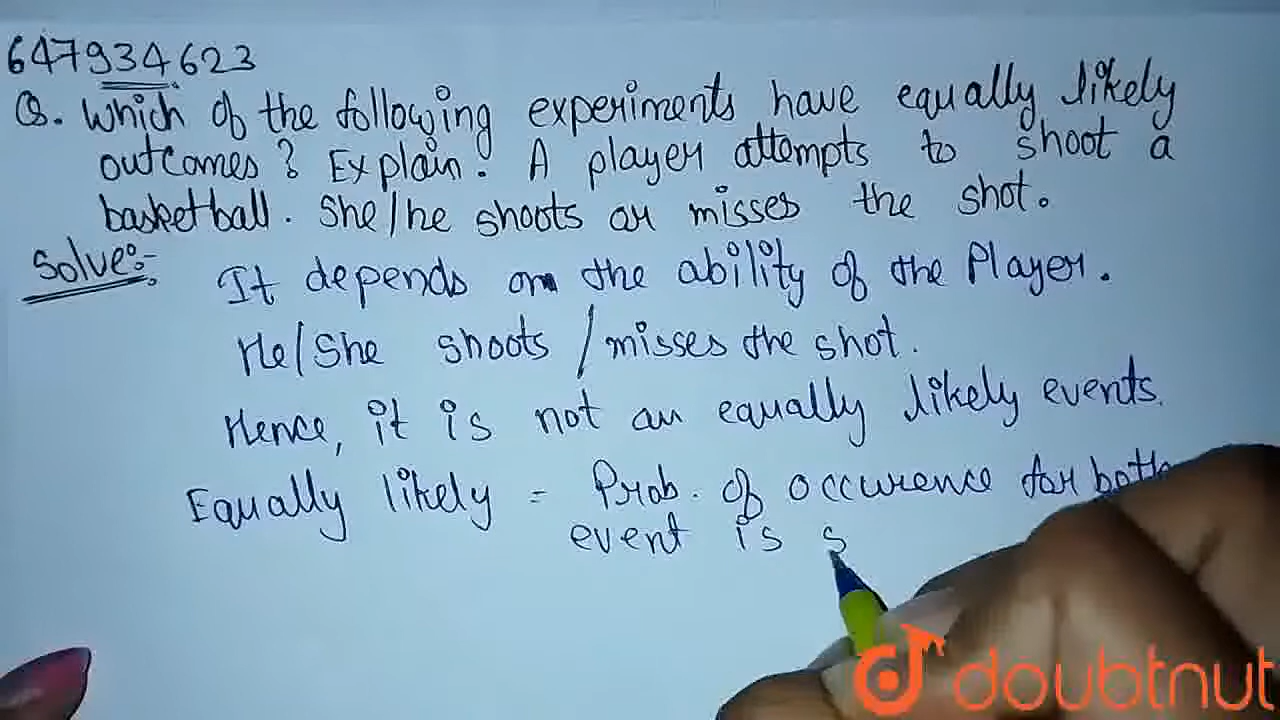 647934623
Q. Which of the following experiments have equally likely
outcomes? Explain. A player attempts to shoot a
basketball. She/he shoots or misses the shot.
Solve:-
It depends on the ability of the Player.
He/She shoots / misses the shot.
Hence, it is not an equally likely events.
Equally likely = Prob. of occurence for both
event is s
doubtnut